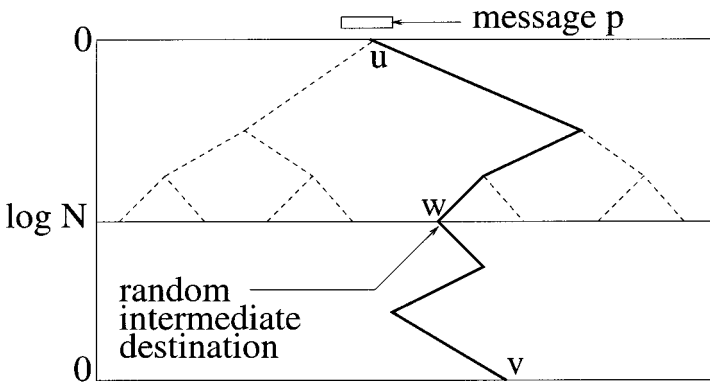 message p
0
u
log N
w
random
intermediate
destination
0
v